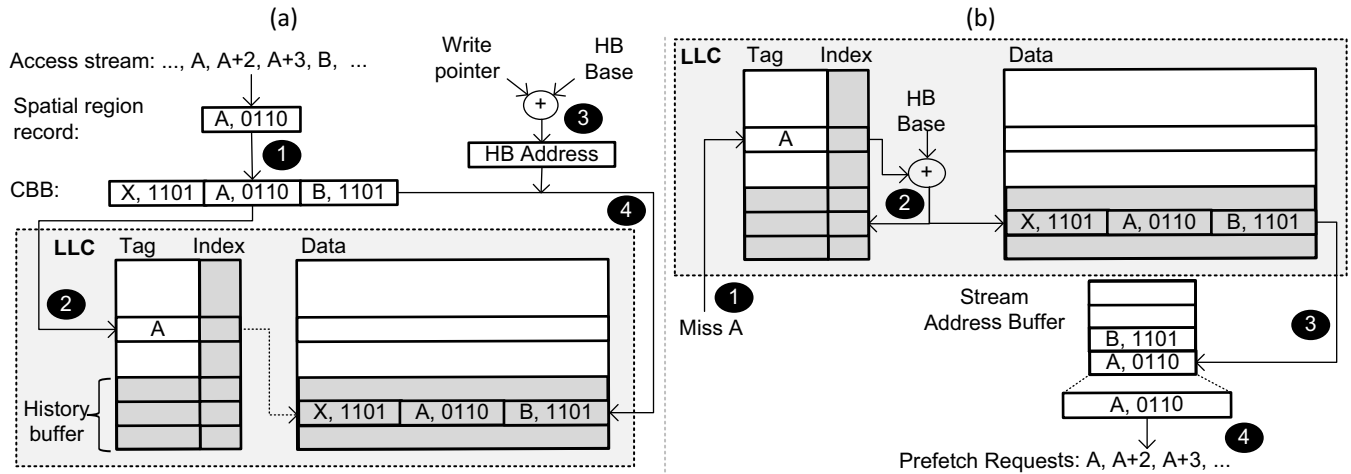 (a)
Access stream: ..., A, A+2, A+3, B, ...
Write
pointer
HB
Base
+
3
Spatial region
record:
A, 0110
1
HB Address
CBB:
X, 1101 A, 0110 B, 1101
4
LLC
Tag Index Data
2
A
History
buffer
X, 1101 A, 0110 B, 1101
(b)
LLC
Tag Index Data
HB
Base
A
+
2
X, 1101 A, 0110 B, 1101
1
Miss A
Stream
Address Buffer
3
B, 1101
A, 0110
A, 0110
4
Prefetch Requests: A, A+2, A+3, ...